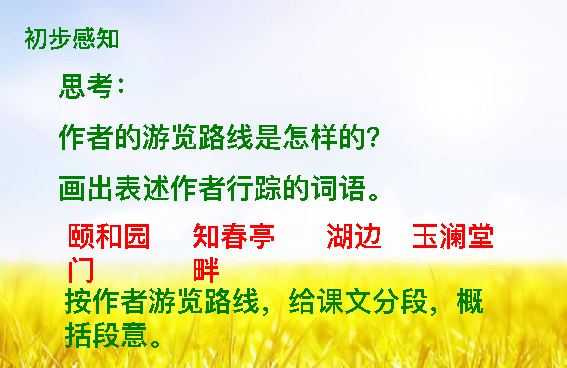 初步感知
思考：
作者的游览路线是怎样的？
画出表述作者行踪的词语。
颐和园 知春亭 湖边 玉澜堂
门 畔
按作者游览路线，给课文分段，概
括段意。